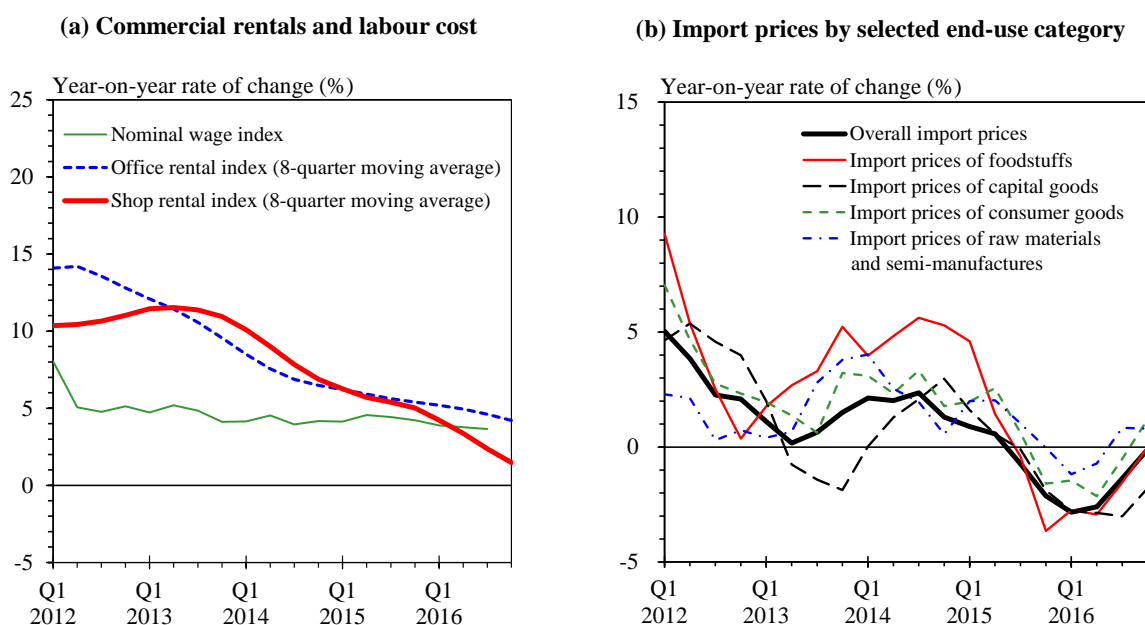 (a) Commercial rentals and labour cost
Year-on-year rate of change (%)
25
20
15
10
5
0
-5
Nominal wage index
Office rental index (8-quarter moving average)
Shop rental index (8-quarter moving average)
Q1 Q1 Q1 Q1 Q1
2012 2013 2014 2015 2016
(b) Import prices by selected end-use category
Year-on-year rate of change (%)
15
10
5
0
-5
Overall import prices
Import prices of foodstuffs
Import prices of capital goods
Import prices of consumer goods
Import prices of raw materials
and semi-manufactures
Q1 Q1 Q1 Q1 Q1
2012 2013 2014 2015 2016